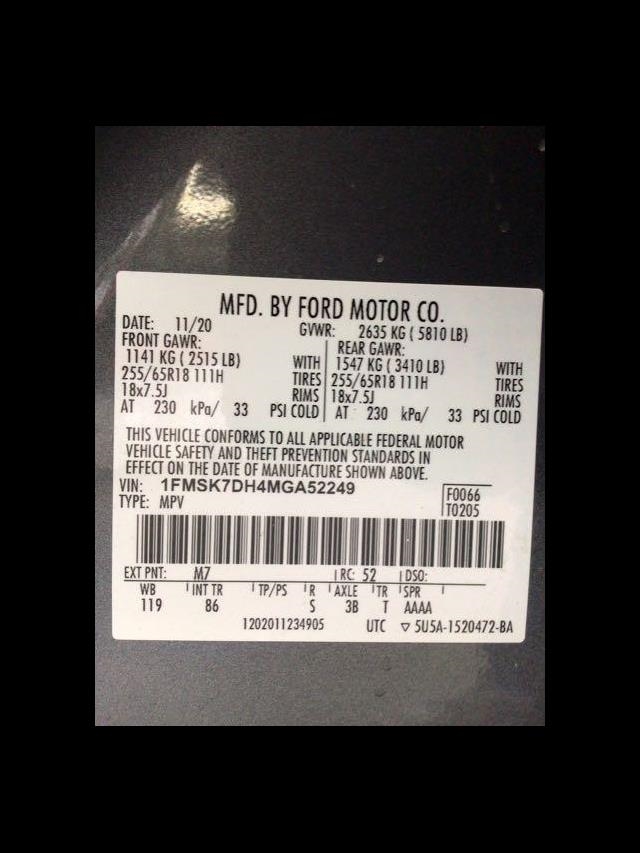 MFD. BY FORD MOTOR CO.
DATE: 11/20 GVWR: 2635 KG ( 5810 LB)
FRONT GAWR: REAR GAWR:
1141 KG ( 2515 LB) WITH 1547 KG ( 3410 LB) WITH
255/65R18 111H TIRES 255/65R18 111H TIRES
18x7.5J RIMS 18x7.5J RIMS
AT 230 kPa/ 33 PSI COLD AT 230 kPa/ 33 PSI COLD
THIS VEHICLE CONFORMS TO ALL APPLICABLE FEDERAL MOTOR
VEHICLE SAFETY AND THEFT PREVENTION STANDARDS IN
EFFECT ON THE DATE OF MANUFACTURE SHOWN ABOVE.
VIN: 1FMSK7DH4MGA52249 F0066
TYPE: MPV T0205
EXT PNT: M7 RC: 52 DSO:
WB INT TR TP/PS R AXLE TR SPR
119 86 S 3B T AAAA
1202011234905 UTC ▽ 5U5A-1520472-BA